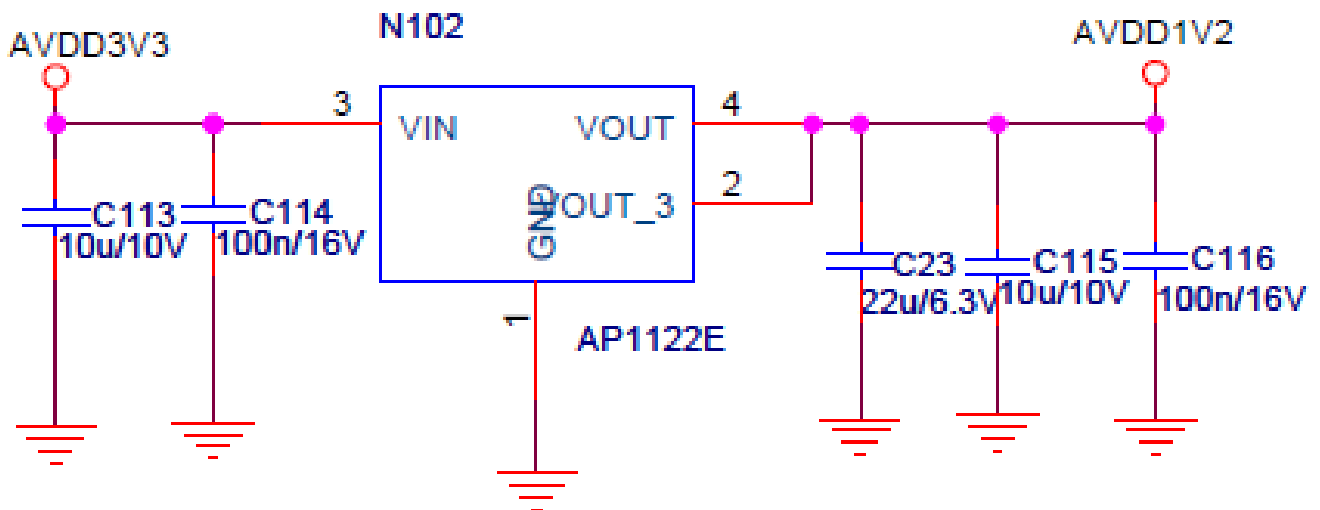 N102
AVDD3V3
AVDD1V2
3
VIN
VOUT
4
GND
VOUT_3
2
C113
10u/10V
C114
100n/16V
C23
22u/6.3V
C115
10u/10V
C116
100n/16V
1
AP1122E